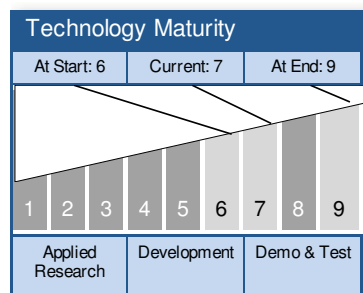 Technology Maturity
At Start: 6 Current: 7 At End: 9
1 2 3 4 5 6 7 8 9
Applied Research Development Demo & Test